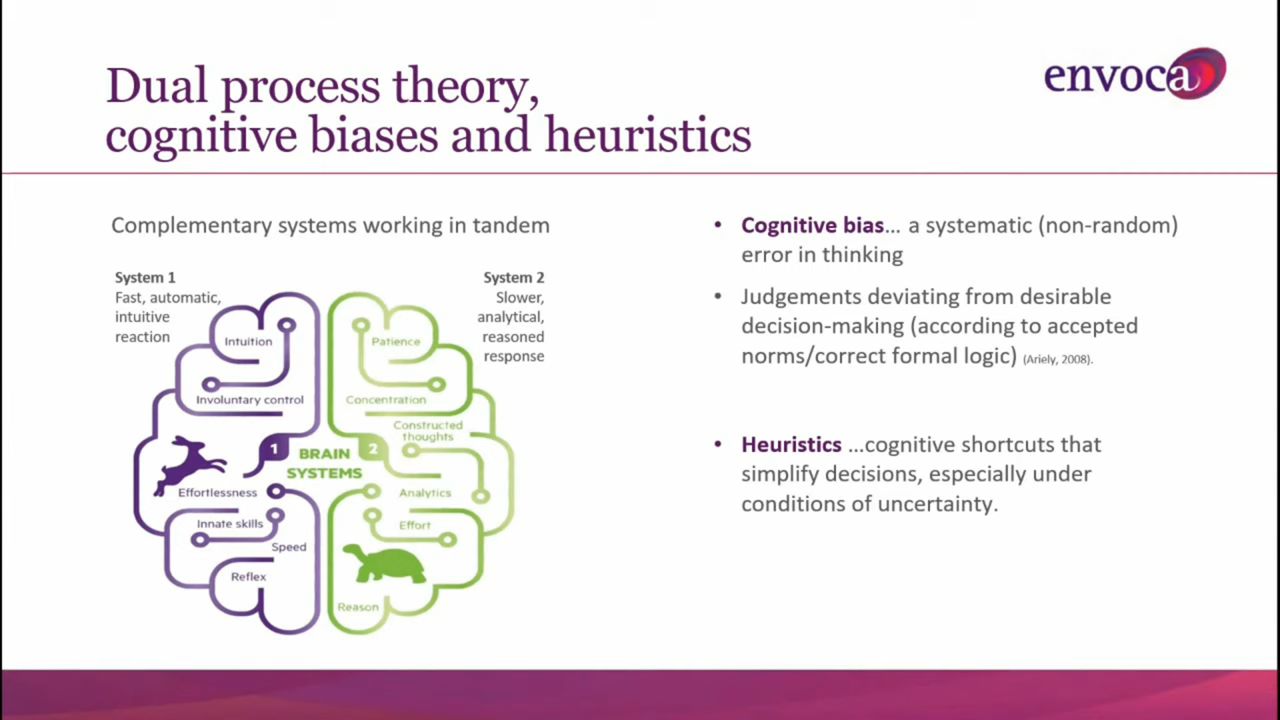 Dual process theory,
cognitive biases and heuristics
envoca
Complementary systems working in tandem
System 1
Fast, automatic,
intuitive
reaction
System 2
Slower,
analytical,
reasoned
response
Intuition
Involuntary control
Effortlessness
Innate skills
Speed
Reflex
1
BRAIN
SYSTEMS
2
Patience
Concentration
Constructed
thoughts
Analytics
Effort
Reason
• Cognitive bias... a systematic (non-random)
error in thinking
• Judgements deviating from desirable
decision-making (according to accepted
norms/correct formal logic) (Ariely, 2008).
• Heuristics ...cognitive shortcuts that
simplify decisions, especially under
conditions of uncertainty.